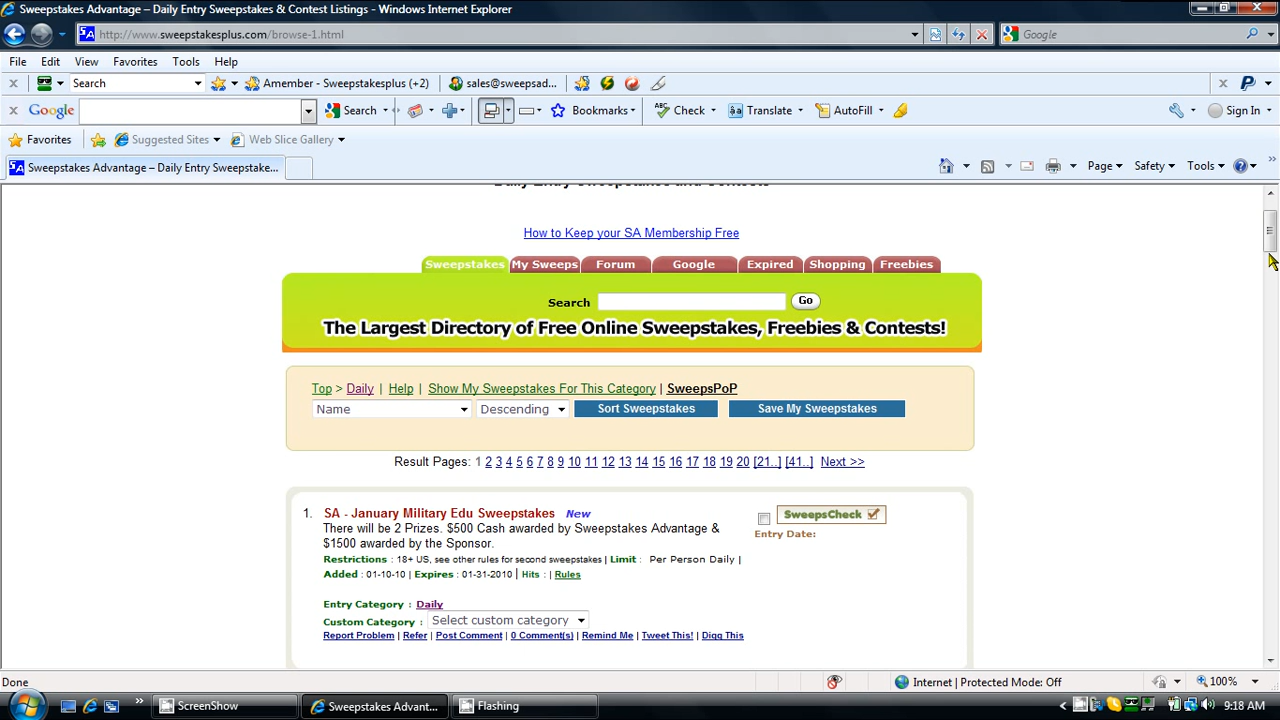 Sweepstakes Advantage – Daily Entry Sweepstakes & Contest Listings - Windows Internet Explorer
http://www.sweepstakesplus.com/browse-1.html
Google
File Edit View Favorites Tools Help
Search Amember - Sweepstakesplus (+2) sales@sweepsad...
Google Search Bookmarks Check Translate AutoFill Sign In
Favorites Suggested Sites Web Slice Gallery
Sweepstakes Advantage – Daily Entry Sweepstake... Page Safety Tools
Daily Entry Sweepstakes and Contests
How to Keep your SA Membership Free
Sweepstakes My Sweeps Forum Google Expired Shopping Freebies
Search Go
The Largest Directory of Free Online Sweepstakes, Freebies & Contests!
Top > Daily | Help | Show My Sweepstakes For This Category | SweepsPoP
Name Descending Sort Sweepstakes Save My Sweepstakes
Result Pages: 1 2 3 4 5 6 7 8 9 10 11 12 13 14 15 16 17 18 19 20 [21..] [41..] Next >>
1. SA - January Military Edu Sweepstakes New
SweepsCheck
There will be 2 Prizes. $500 Cash awarded by Sweepstakes Advantage &
Entry Date:
$1500 awarded by the Sponsor.
Restrictions : 18+ US, see other rules for second sweepstakes | Limit : Per Person Daily |
Added : 01-10-10 | Expires : 01-31-2010 | Hits : | Rules
Entry Category : Daily
Custom Category : Select custom category
Report Problem | Refer | Post Comment | 0 Comment(s) | Remind Me | Tweet This! | Digg This
Done Internet | Protected Mode: Off 100%
ScreenShow Sweepstakes Advant... Flashing 9:18 AM